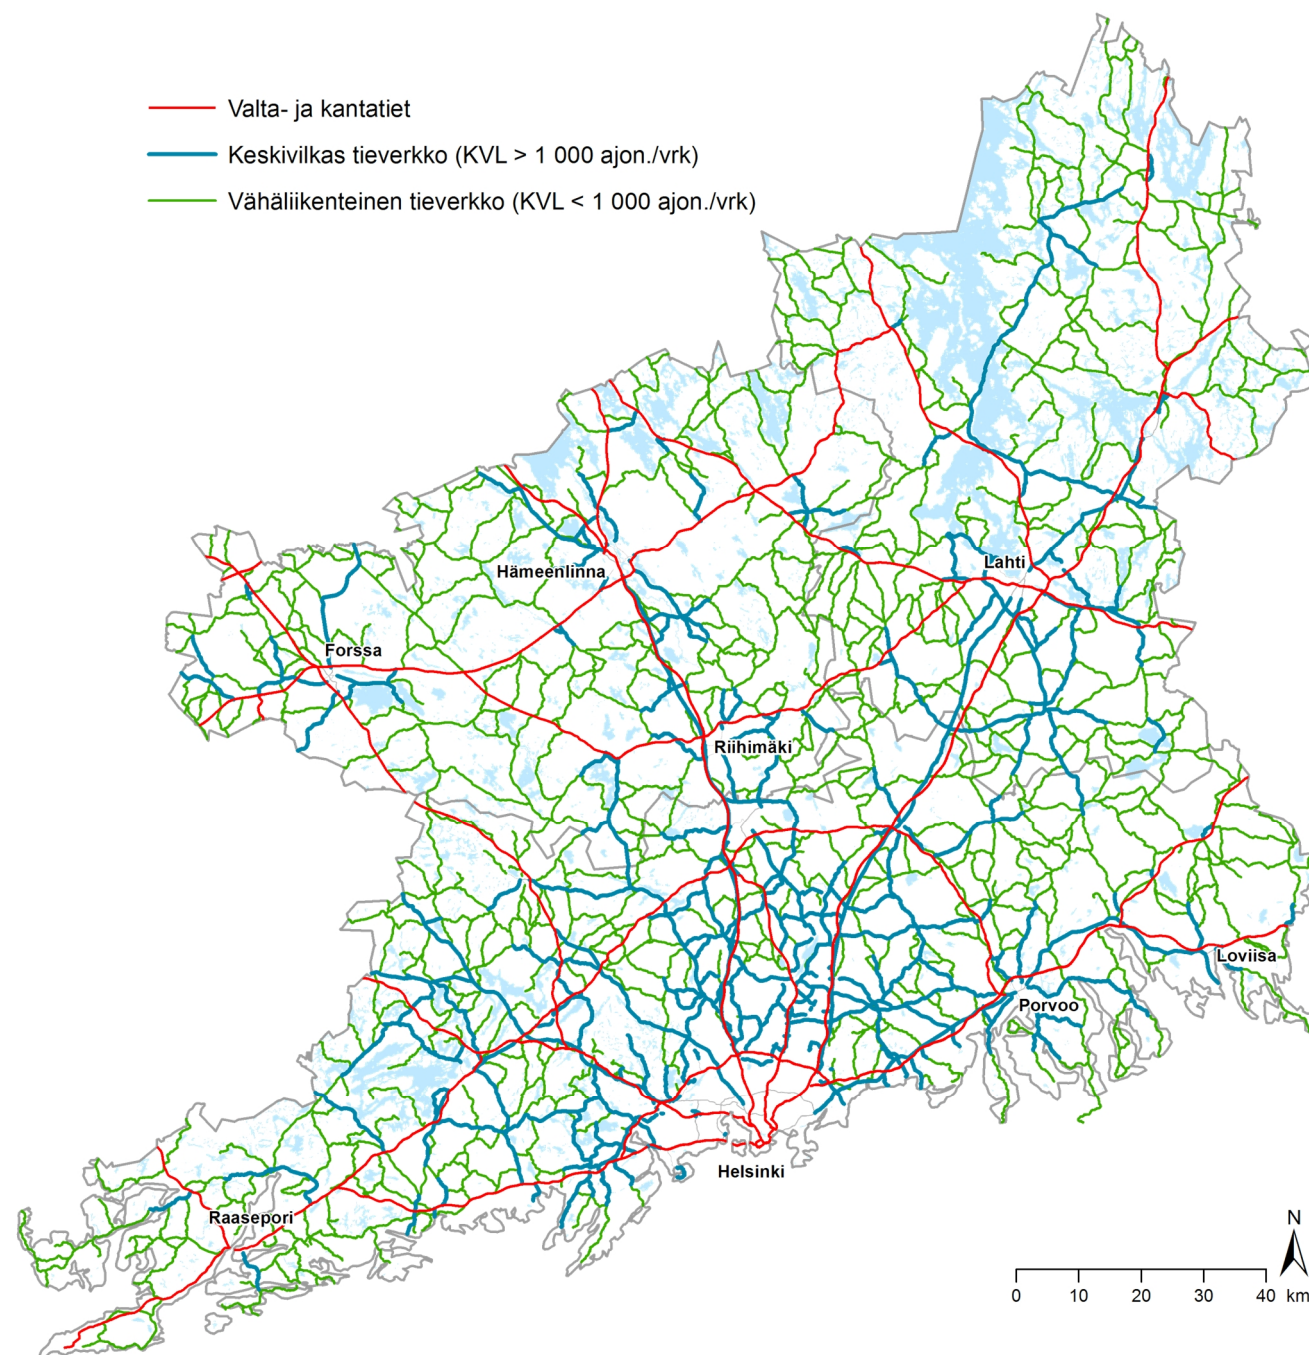 Valta- ja kantatiet
Keskivilkas tieverkko (KVL > 1 000 ajon./vrk)
Vähäliikenteinen tieverkko (KVL < 1 000 ajon./vrk)
Lahti
Hämeenlinna
Forssa
Riihimäki
Loviisa
Porvoo
Helsinki
Raasepori
N
0 10 20 30 40 km